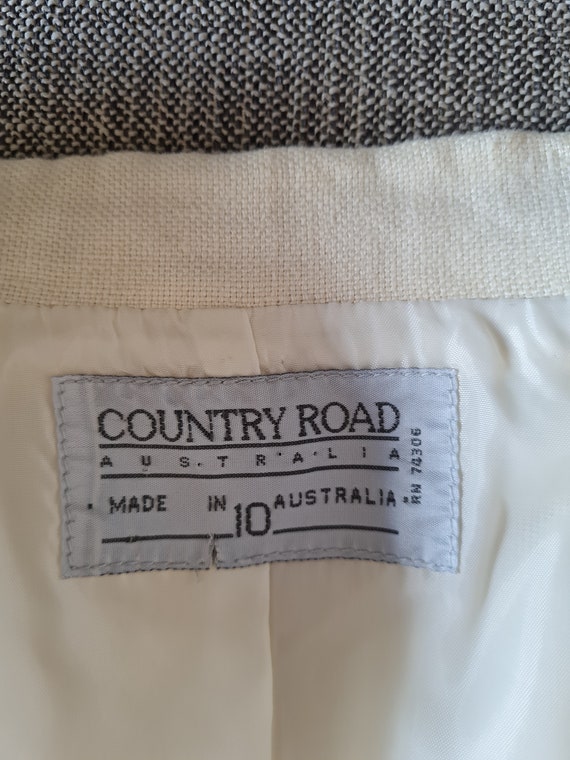 COUNTRY ROAD
A U S · T R · A · L I A
· MADE IN 10 AUSTRALIA ·
RN 74306